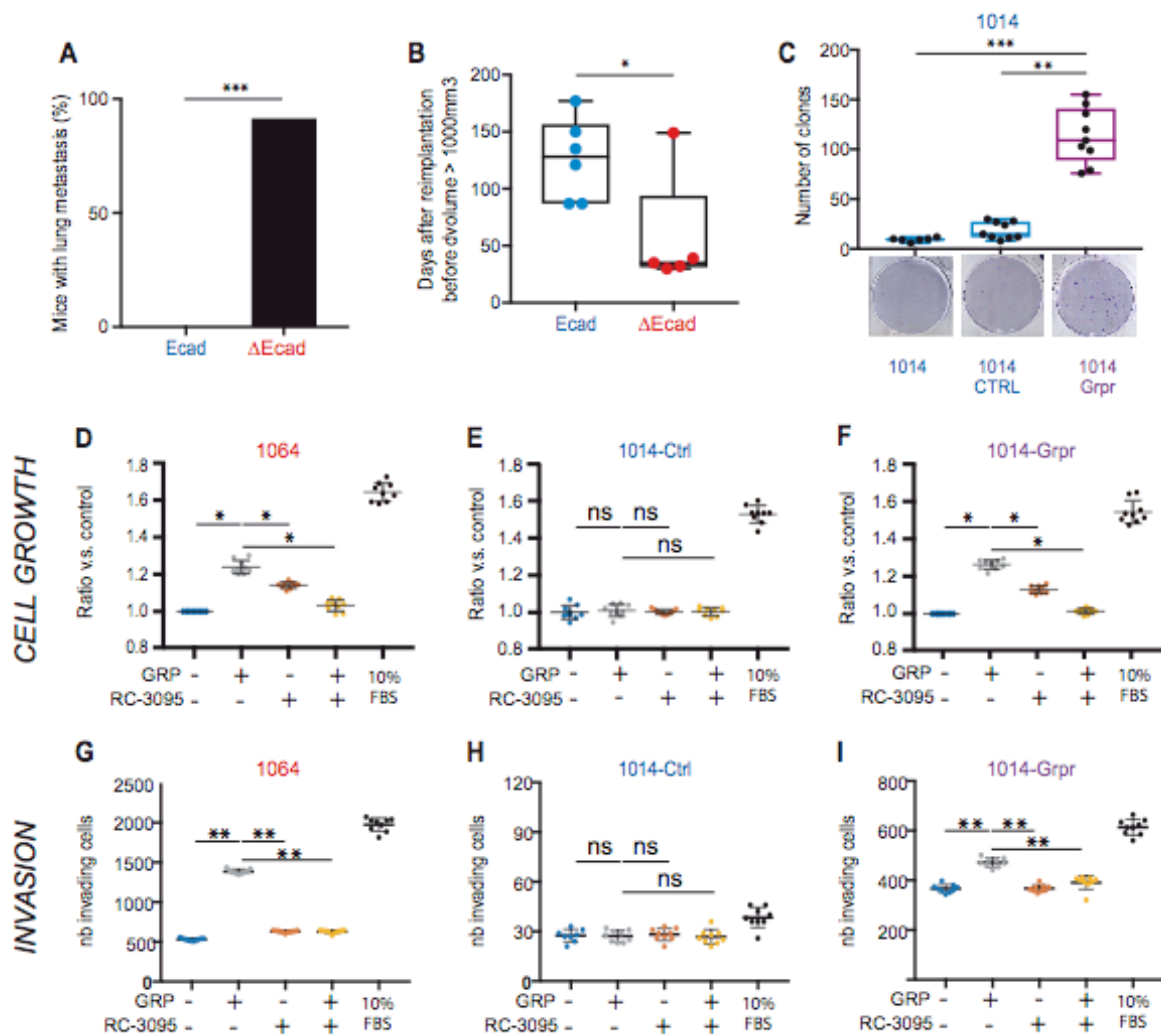 A
Mice with lung metastasis (%)
100
50
0
***
Ecad
ΔEcad
B
Days after reimplantation
before dvolume > 1000mm3
200
150
100
50
0
*
Ecad
ΔEcad
C
1014
Number of clones
200
150
100
50
0
***
**
1014
1014
CTRL
1014
Grpr
CELL GROWTH
D
1064
Ratio v.s. control
1.8
1.6
1.4
1.2
1.0
0.8
* *
*
GRP - + - + 10%
RC-3095 - - + + FBS
E
1014-Ctrl
Ratio v.s. control
1.8
1.6
1.4
1.2
1.0
0.8
ns ns
ns
- + - + 10%
- - + + FBS
F
1014-Grpr
Ratio v.s. control
1.8
1.6
1.4
1.2
1.0
0.8
* *
*
GRP - + - + 10%
RC-3095 - - + + FBS
INVASION
G
1064
nb invading cells
2500
2000
1500
1000
500
0
** **
**
GRP - + - + 10%
RC-3095 - - + + FBS
H
1014-Ctrl
nb invading cells
120
90
60
30
0
ns ns
ns
GRP - + - + 10%
RC-3095 - - + + FBS
I
1014-Grpr
nb invading cells
800
600
400
200
** **
**
GRP - + - + 10%
RC-3095 - - + + FBS